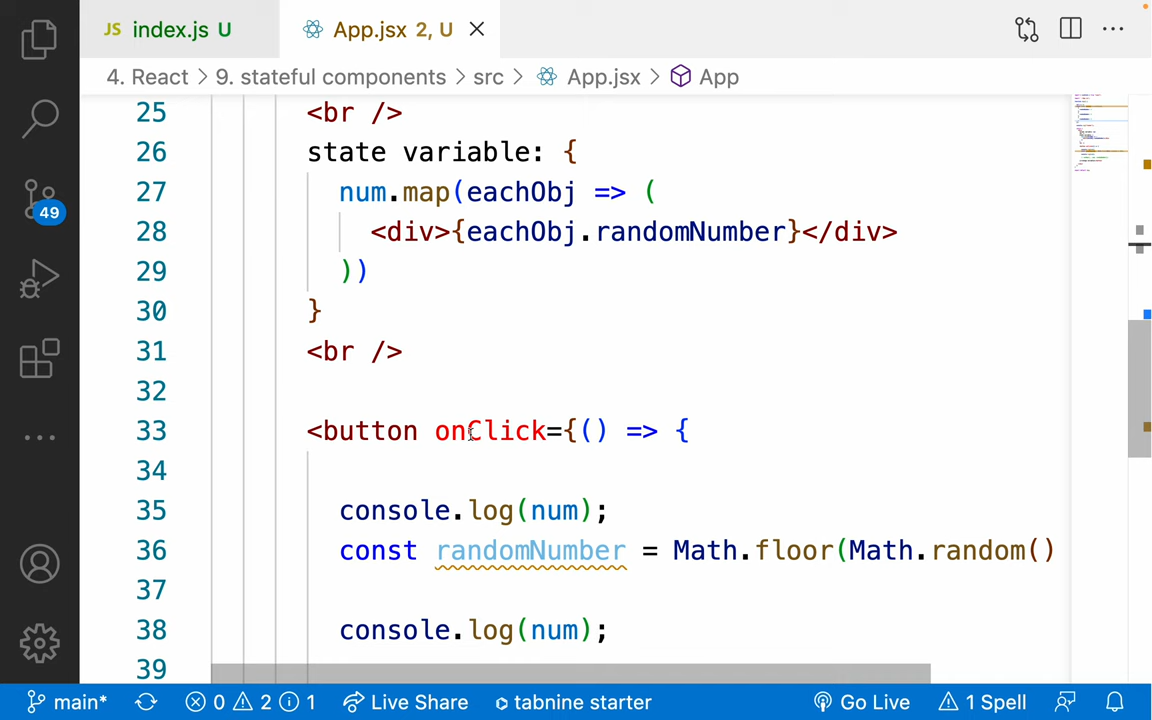 JS index.js U App.jsx 2, U
4. React > 9. stateful components > src > App.jsx > App
25 <br />
26 state variable: {
27 num.map(eachObj => (
28 <div>{eachObj.randomNumber}</div>
29 ))
30 }
31 <br />
32
33 <button onClick={() => {
34
35 console.log(num);
36 const randomNumber = Math.floor(Math.random()
37
38 console.log(num);
39
49
main* 0 2 1 Live Share tabnine starter Go Live 1 Spell